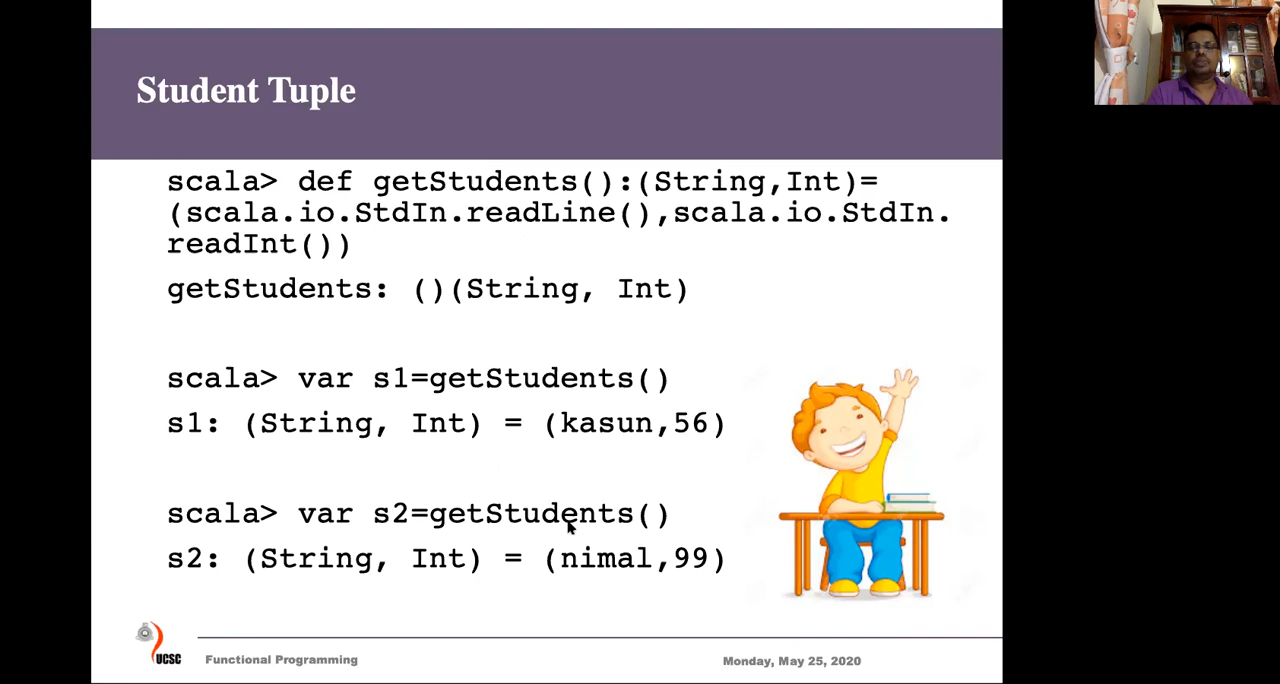 Student Tuple
scala> def getStudents():(String,Int)=
(scala.io.StdIn.readLine(),scala.io.StdIn.
readInt())
getStudents: ()(String, Int)
scala> var s1=getStudents()
s1: (String, Int) = (kasun,56)
scala> var s2=getStudents()
s2: (String, Int) = (nimal,99)
UCSC
Functional Programming
Monday, May 25, 2020